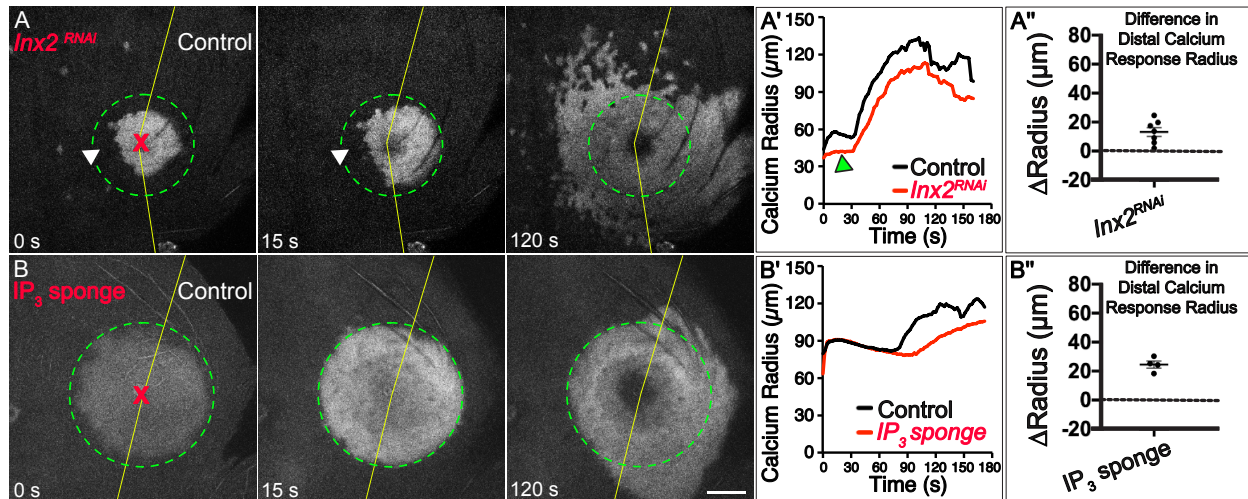 A
Inx2 RNAi
Control
X
0 s
15 s
120 s
A'
Calcium Radius (µm)
150
120
90
60
30
0
0 30 60 90 120 150 180
Time (s)
Control
Inx2RNAi
A"
Difference in
Distal Calcium
Response Radius
ΔRadius (µm)
80
60
40
20
0
-20
Inx2RNAi
B
IP3 sponge
Control
X
0 s
15 s
120 s
B'
Calcium Radius (µm)
150
120
90
60
0 30 60 90 120 150 180
Time (s)
Control
IP3 sponge
B"
Difference in
Distal Calcium
Response Radius
ΔRadius (µm)
80
60
40
20
0
-20
IP3 sponge